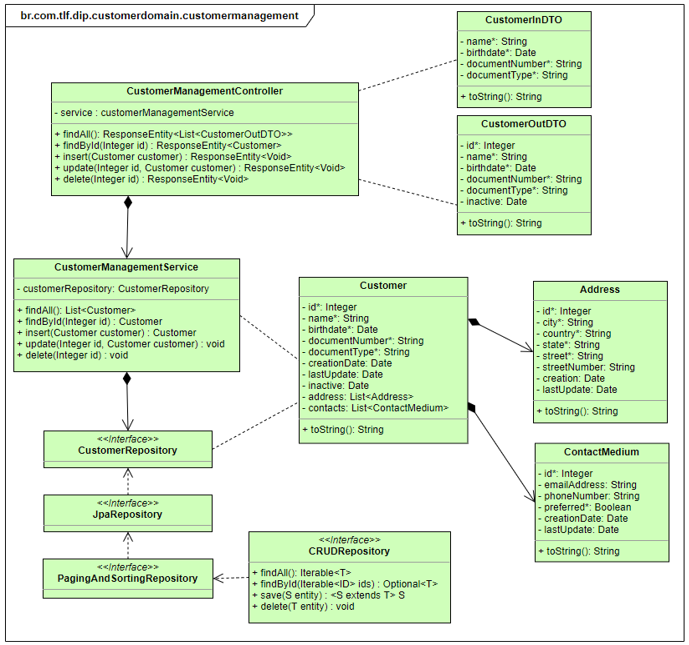 br.com.tlf.dip.customerdomain.customermanagement
CustomerInDTO
- name*: String
- birthdate*: Date
- documentNumber*: String
- documentType*: String
+ toString(): String
CustomerManagementController
- service : customerManagementService
+ findAll(): ResponseEntity<List<CustomerOutDTO>>
+ findById(Integer id) : ResponseEntity<Customer>
+ insert(Customer customer) : ResponseEntity<Void>
+ update(Integer id, Customer customer) : ResponseEntity<Void>
+ delete(Integer id) : ResponseEntity<Void>
CustomerOutDTO
- id*: Integer
- name*: String
- birthdate*: Date
- documentNumber*: String
- documentType*: String
- inactive: Date
+ toString(): String
CustomerManagementService
- customerRepository: CustomerRepository
+ findAll(): List<Customer>
+ findById(Integer id) : Customer
+ insert(Customer customer) : Customer
+ update(Integer id, Customer customer) : void
+ delete(Integer id) : void
Customer
- id*: Integer
- name*: String
- birthdate*: Date
- documentNumber*: String
- documentType*: String
- creationDate: Date
- lastUpdate: Date
- inactive: Date
- address: List<Address>
- contacts: List<ContactMedium>
+ toString(): String
Address
- id*: Integer
- city*: String
- country*: String
- state*: String
- street*: String
- streetNumber: String
- creation: Date
- lastUpdate: Date
+ toString(): String
<<Interface>>
CustomerRepository
ContactMedium
- id*: Integer
- emailAddress: String
- phoneNumber: String
- preferred*: Boolean
- creationDate: Date
- lastUpdate: Date
+ toString(): String
<<Interface>>
JpaRepository
<<Interface>>
PagingAndSortingRepository
<<Interface>>
CRUDRepository
+ findAll(): Iterable<T>
+ findById(Iterable<ID> ids) : Optional<T>
+ save(S entity) : <S extends T> S
+ delete(T entity) : void